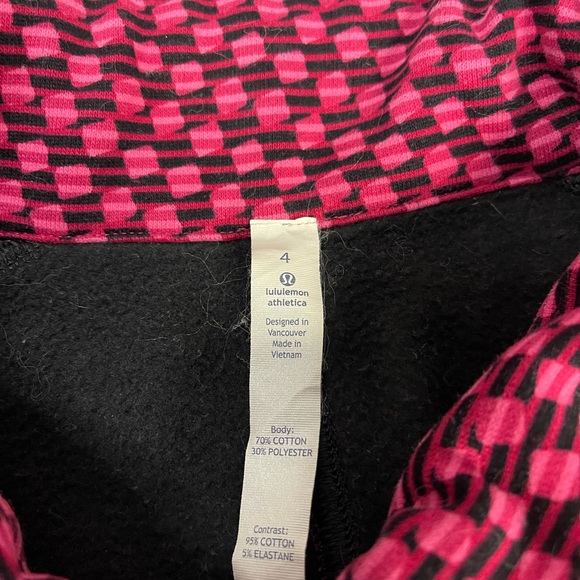 4
lululemon
athletica
Designed in
Vancouver
Made in
Vietnam
Body:
70% COTTON
30% POLYESTER
Contrast:
95% COTTON
5% ELASTANE